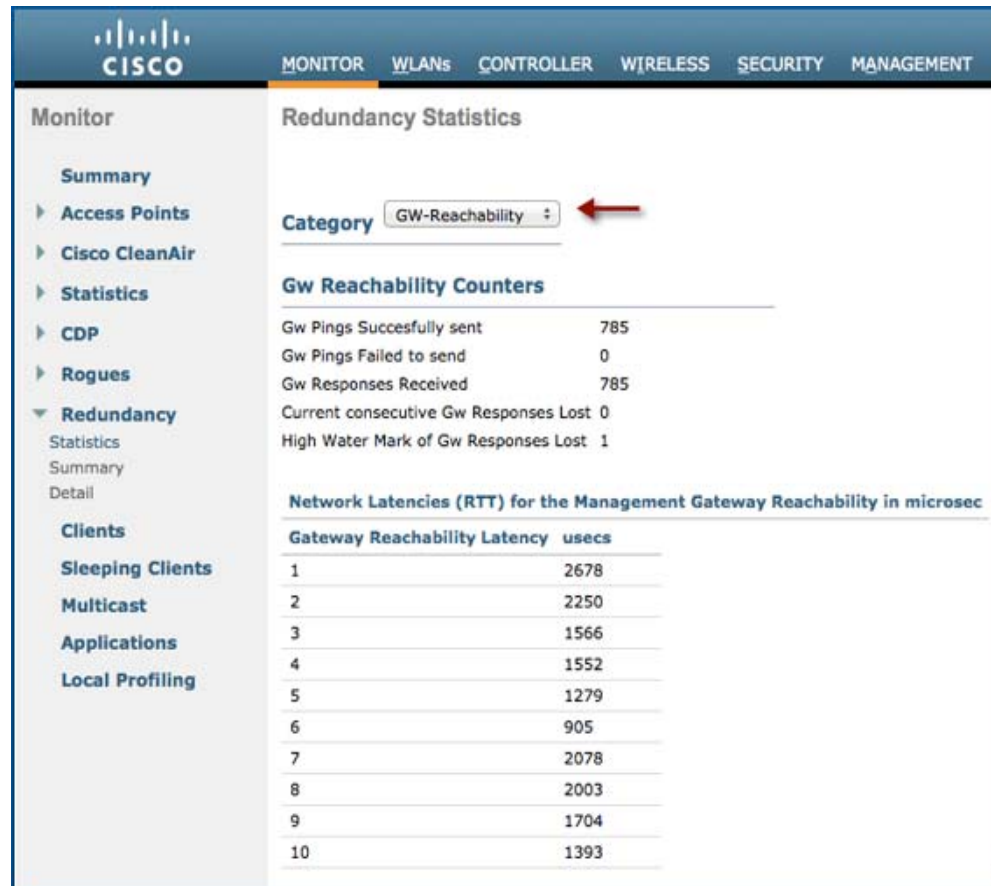 CISCO
MONITOR WLANs CONTROLLER WIRELESS SECURITY MANAGEMENT
Monitor
Summary
Access Points
Cisco CleanAir
Statistics
CDP
Rogues
Redundancy
Statistics
Summary
Detail
Clients
Sleeping Clients
Multicast
Applications
Local Profiling
Redundancy Statistics
Category GW-Reachability
Gw Reachability Counters
Gw Pings Succesfully sent 785
Gw Pings Failed to send 0
Gw Responses Received 785
Current consecutive Gw Responses Lost 0
High Water Mark of Gw Responses Lost 1
Network Latencies (RTT) for the Management Gateway Reachability in microsec
Gateway Reachability Latency usecs
1 2678
2 2250
3 1566
4 1552
5 1279
6 905
7 2078
8 2003
9 1704
10 1393